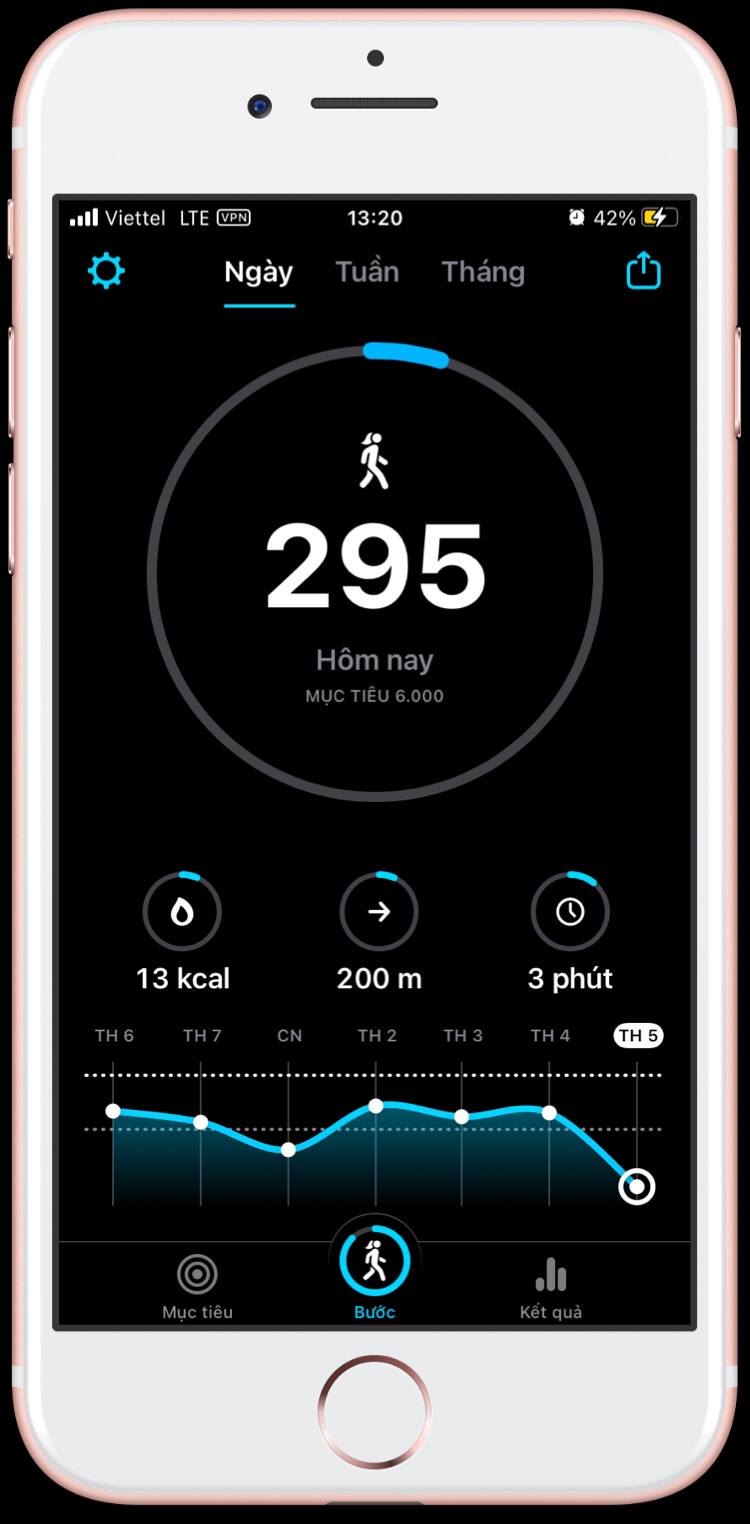 Viettel LTE VPN 13:20 42%
Ngày Tuần Tháng
295
Hôm nay
MỤC TIÊU 6.000
13 kcal 200 m 3 phút
TH 6 TH 7 CN TH 2 TH 3 TH 4 TH 5
Mục tiêu Bước Kết quả